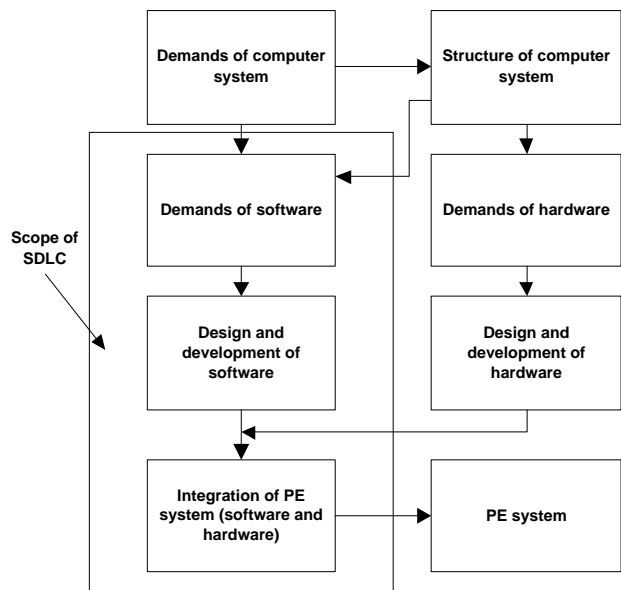 Demands of computer
system
Structure of computer
system
Demands of software
Demands of hardware
Scope of
SDLC
Design and
development of
software
Design and
development of
hardware
Integration of PE
system (software and
hardware)
PE system